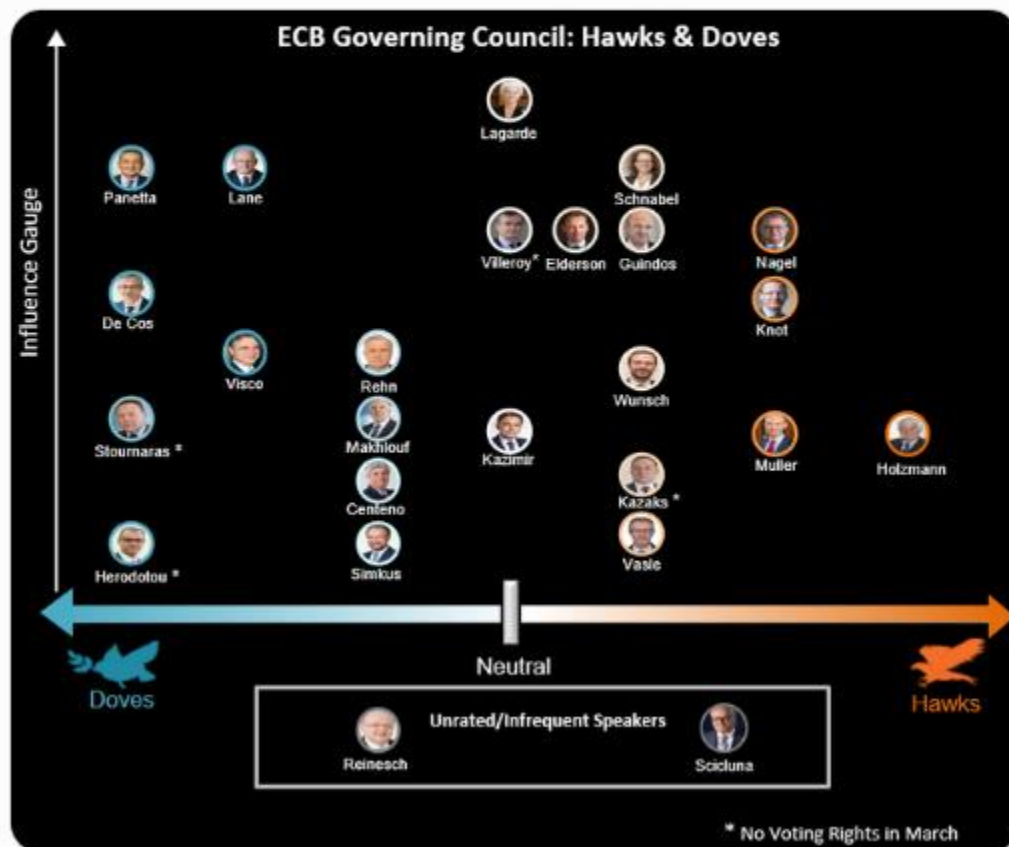 ECB Governing Council: Hawks & Doves
Influence Gauge
Lagarde
Panetta Lane Schnabel
Villeroy* Elderson Guindos Nagel
De Cos Knot
Visco Rehn Wunsch
Stournaras * Makhlouf Kazimir Muller Holzmann
Centeno Kazaks *
Herodotou * Simkus Vasle
Neutral
Doves Hawks
Unrated/Infrequent Speakers
Reinesch Scicluna
* No Voting Rights in March